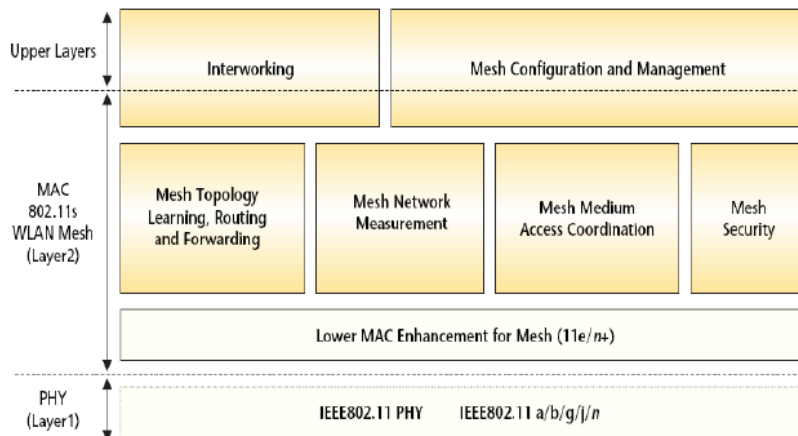 Upper Layers
Interworking
Mesh Configuration and Management
MAC
802.11s
WLAN Mesh
(Layer2)
Mesh Topology
Learning, Routing
and Forwarding
Mesh Network
Measurement
Mesh Medium
Access Coordination
Mesh
Security
Lower MAC Enhancement for Mesh (11e/n+)
PHY
(Layer1)
IEEE802.11 PHY IEEE802.11 a/b/g/j/n